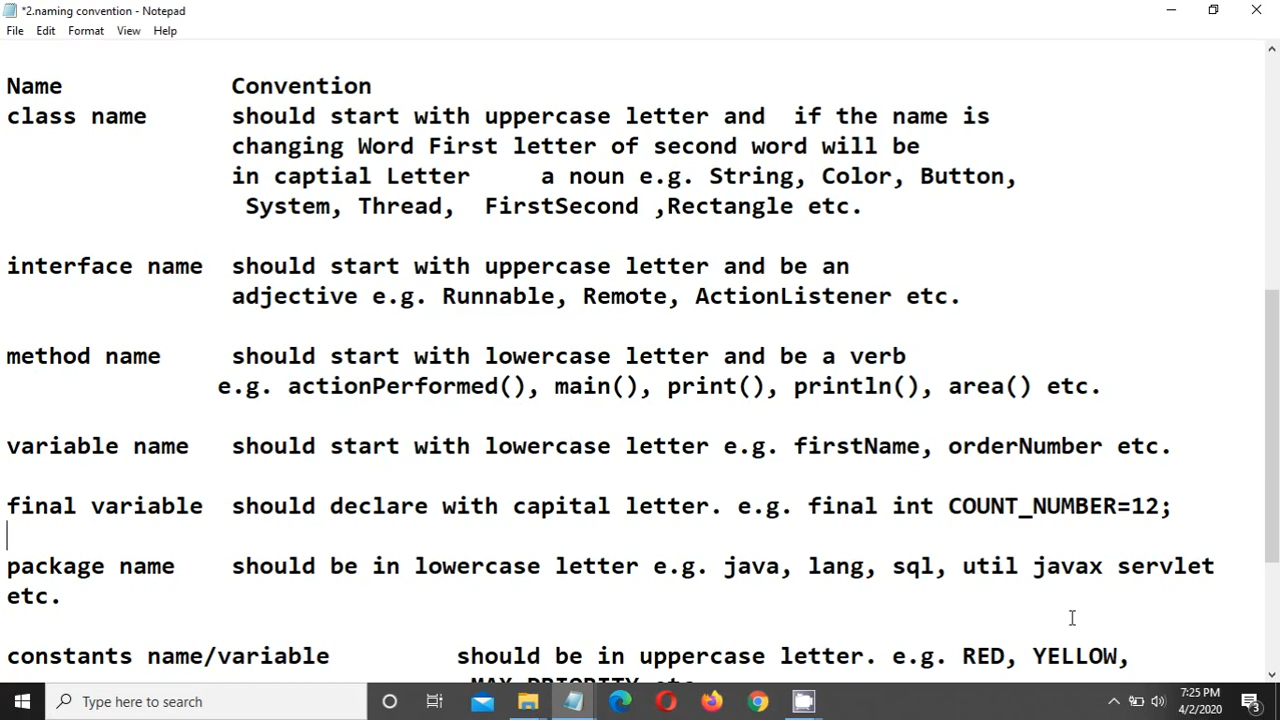 *2.naming convention - Notepad
File Edit Format View Help
Name Convention
class name should start with uppercase letter and if the name is
changing Word First letter of second word will be
in captial Letter a noun e.g. String, Color, Button,
System, Thread, FirstSecond ,Rectangle etc.
interface name should start with uppercase letter and be an
adjective e.g. Runnable, Remote, ActionListener etc.
method name should start with lowercase letter and be a verb
e.g. actionPerformed(), main(), print(), println(), area() etc.
variable name should start with lowercase letter e.g. firstName, orderNumber etc.
final variable should declare with capital letter. e.g. final int COUNT_NUMBER=12;
package name should be in lowercase letter e.g. java, lang, sql, util javax servlet
etc.
constants name/variable should be in uppercase letter. e.g. RED, YELLOW,
MAX_PRIORITY etc
Type here to search
7:25 PM
4/2/2020
3